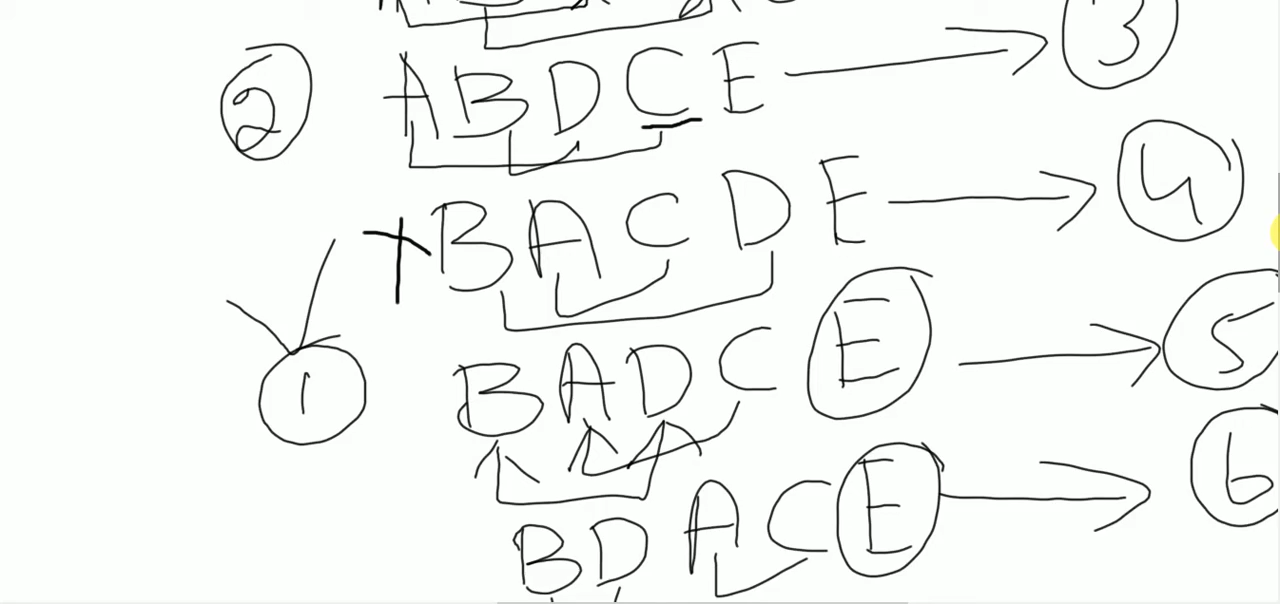 ② ABDCE → ③
+BACDE → ④
① BADCE → ⑤
BDACE → ⑥